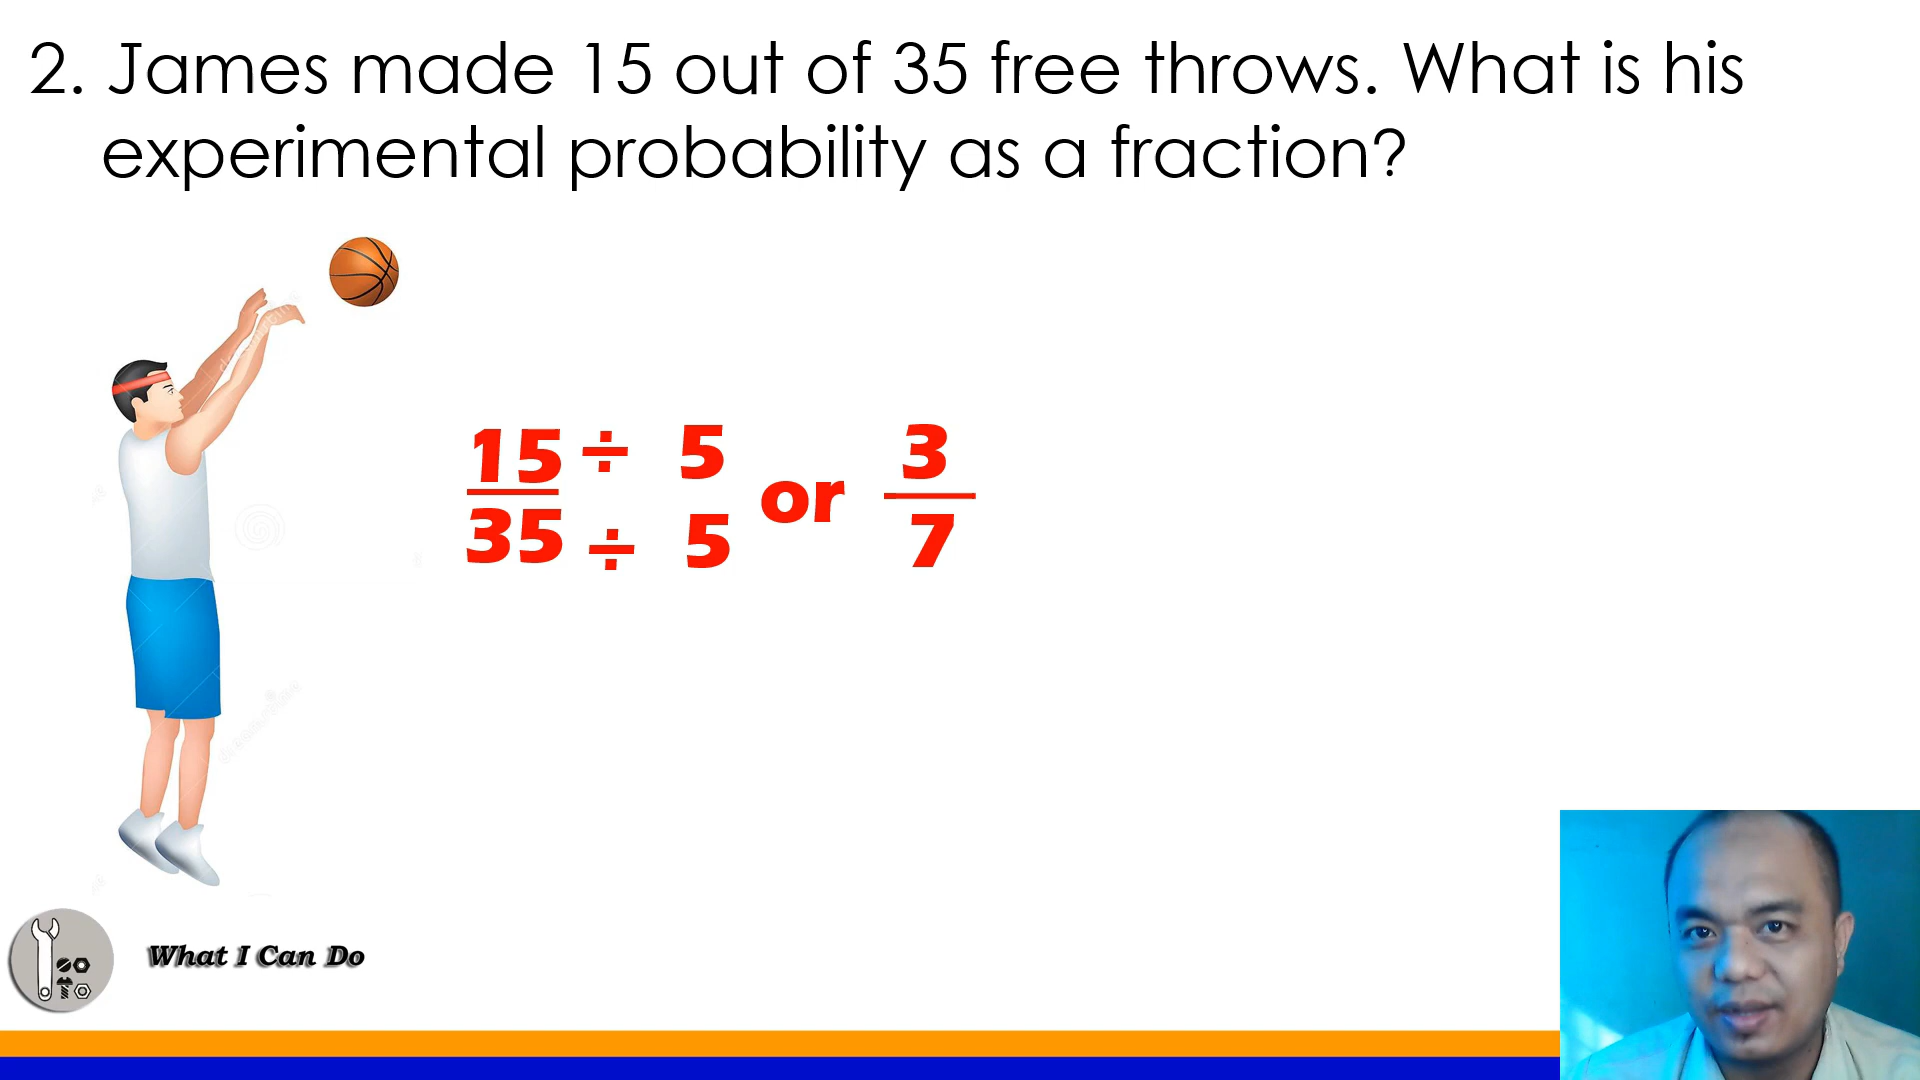 2. James made 15 out of 35 free throws. What is his
experimental probability as a fraction?
15 ÷ 5 or 3
35 ÷ 5 7
What I Can Do